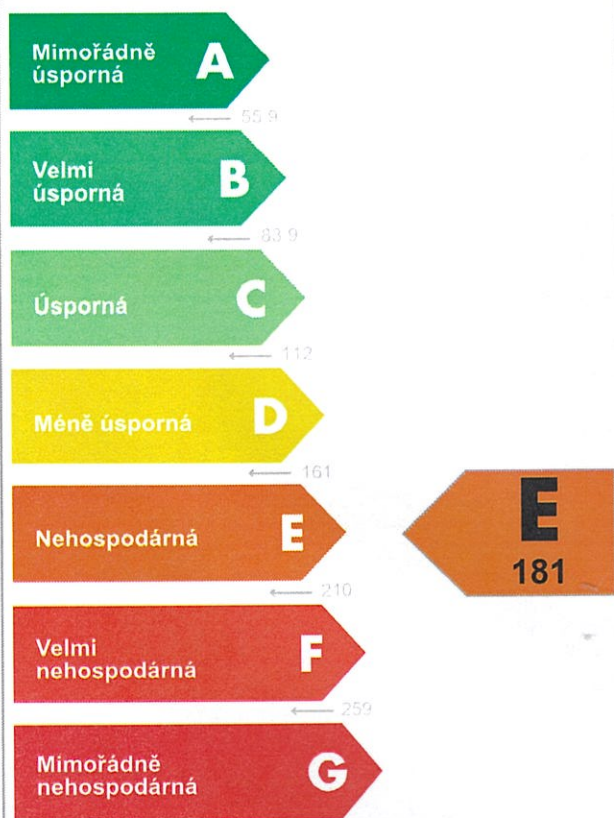 Mimořádně
úsporná
A
55.9
Velmi
úsporná
B
83.9
Úsporná
C
112
Méně úsporná
D
161
Nehospodárná
E
E
181
210
Velmi
nehospodárná
F
259
Mimořádně
nehospodárná
G